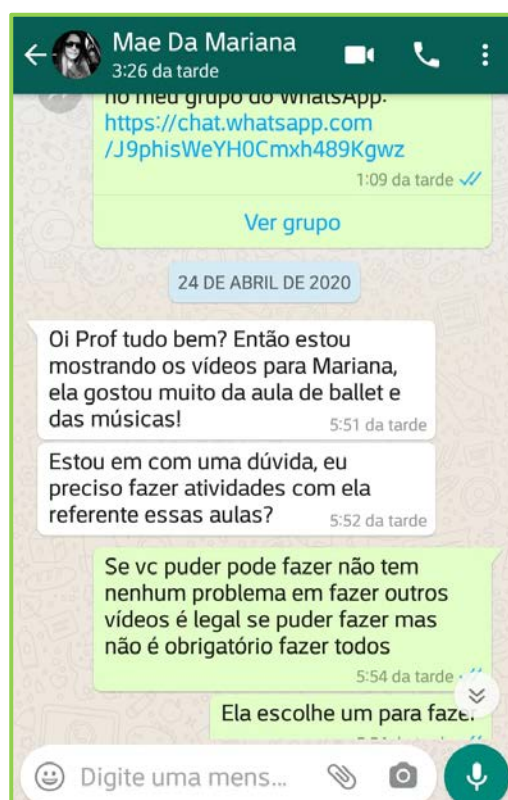 Mae Da Mariana
3:26 da tarde
no meu grupo do WhatsApp:
https://chat.whatsapp.com
/J9phisWeYH0Cmxh489Kgwz
1:09 da tarde
Ver grupo
24 DE ABRIL DE 2020
Oi Prof tudo bem? Então estou
mostrando os vídeos para Mariana,
ela gostou muito da aula de ballet e
das músicas!
5:51 da tarde
Estou em com uma dúvida, eu
preciso fazer atividades com ela
referente essas aulas?
5:52 da tarde
Se vc puder pode fazer não tem
nenhum problema em fazer outros
vídeos é legal se puder fazer mas
não é obrigatório fazer todos
5:54 da tarde
Ela escolhe um para fazer
Digite uma mens...